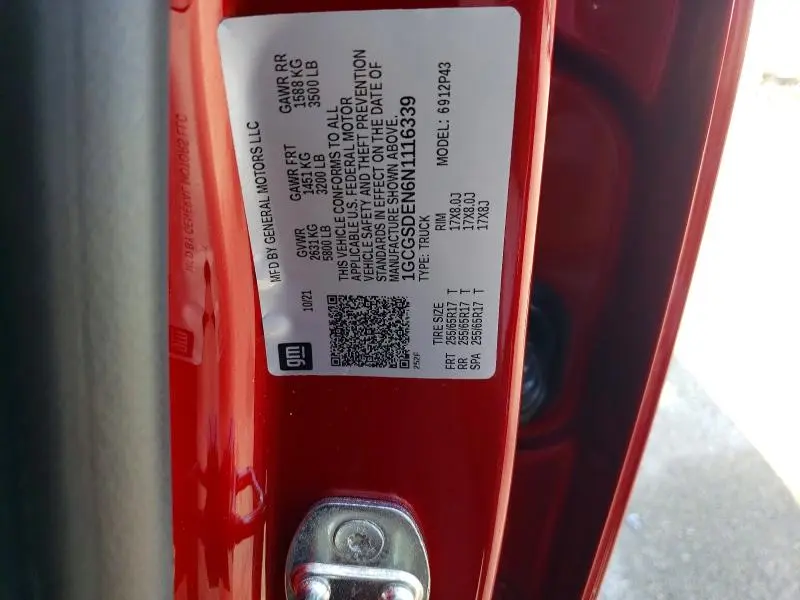 MFD BY GENERAL MOTORS LLC
10/21
GVWR GAWR FRT GAWR RR
2631 KG 1451 KG 1588 KG
5800 LB 3200 LB 3500 LB
THIS VEHICLE CONFORMS TO ALL
APPLICABLE U.S. FEDERAL MOTOR
VEHICLE SAFETY AND THEFT PREVENTION
STANDARDS IN EFFECT ON THE DATE OF
MANUFACTURE SHOWN ABOVE.
1GCGSDEN6N1116339
TYPE: TRUCK MODEL: 6912P43
TIRE SIZE RIM
FRT 255/65R17 T 17X8.0J
RR 255/65R17 T 17X8.0J
SPA 255/65R17 T 17X8J
gm